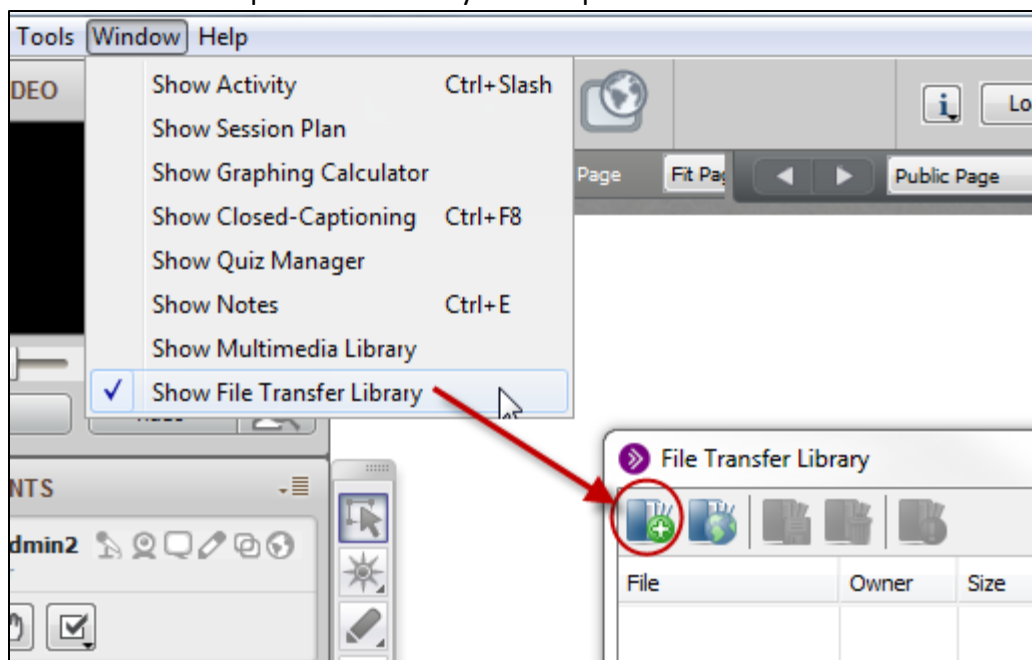 Tools Window Help
DEO
Show Activity Ctrl+Slash
Show Session Plan
Show Graphing Calculator
Show Closed-Captioning Ctrl+F8
Show Quiz Manager
Show Notes Ctrl+E
Show Multimedia Library
Show File Transfer Library
Lo
Page Fit Pag Public Page
NTS
dmin2
File Transfer Library
File Owner Size